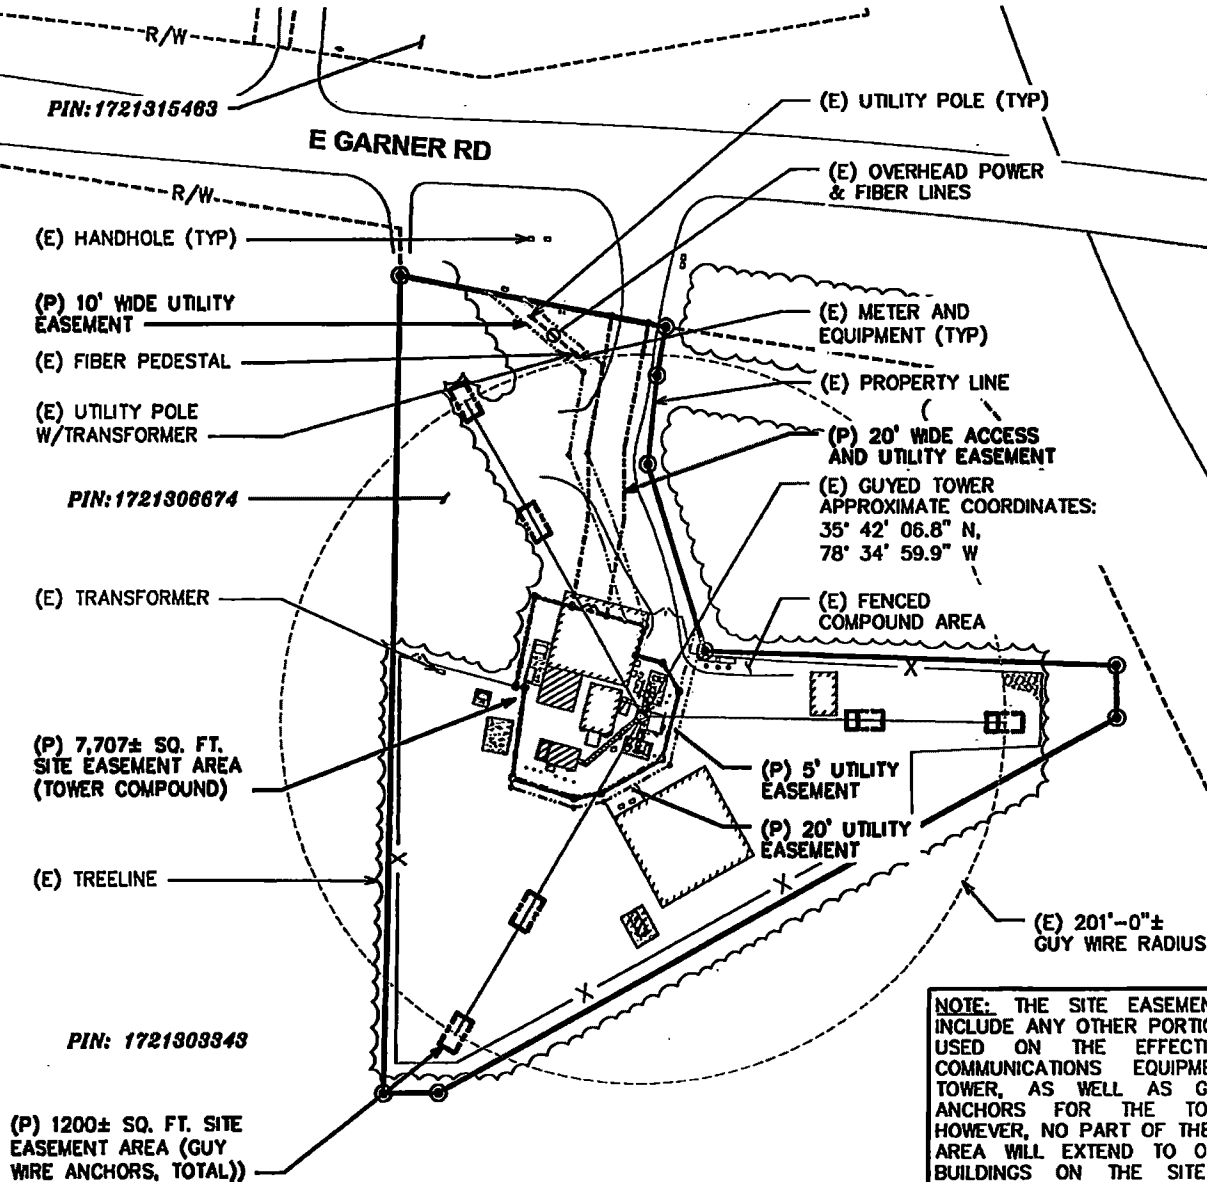 R/W
PIN: 1721315463
E GARNER RD
R/W
(E) UTILITY POLE (TYP)
(E) OVERHEAD POWER
& FIBER LINES
(E) HANDHOLE (TYP)
(P) 10' WIDE UTILITY
EASEMENT
(E) METER AND
EQUIPMENT (TYP)
(E) FIBER PEDESTAL
(E) PROPERTY LINE
(E) UTILITY POLE
W/TRANSFORMER
(P) 20' WIDE ACCESS
AND UTILITY EASEMENT
PIN: 1721306674
(E) GUYED TOWER
APPROXIMATE COORDINATES:
35° 42' 06.8" N,
78° 34' 59.9" W
(E) TRANSFORMER
(E) FENCED
COMPOUND AREA
X
(P) 7,707± SQ. FT.
SITE EASEMENT AREA
(TOWER COMPOUND)
(P) 5' UTILITY
EASEMENT
(P) 20' UTILITY
EASEMENT
X
(E) TREELINE
X
(E) 201'-0"±
GUY WIRE RADIUS
X
PIN: 1721303343
(P) 1200± SQ. FT. SITE
EASEMENT AREA (GUY
WIRE ANCHORS, TOTAL))
NOTE: THE SITE EASEMEN
INCLUDE ANY OTHER PORTIO
USED ON THE EFFECTI
COMMUNICATIONS EQUIPME
TOWER, AS WELL AS G
ANCHORS FOR THE TO
HOWEVER, NO PART OF THE
AREA WILL EXTEND TO O
BUILDINGS ON THE SITE